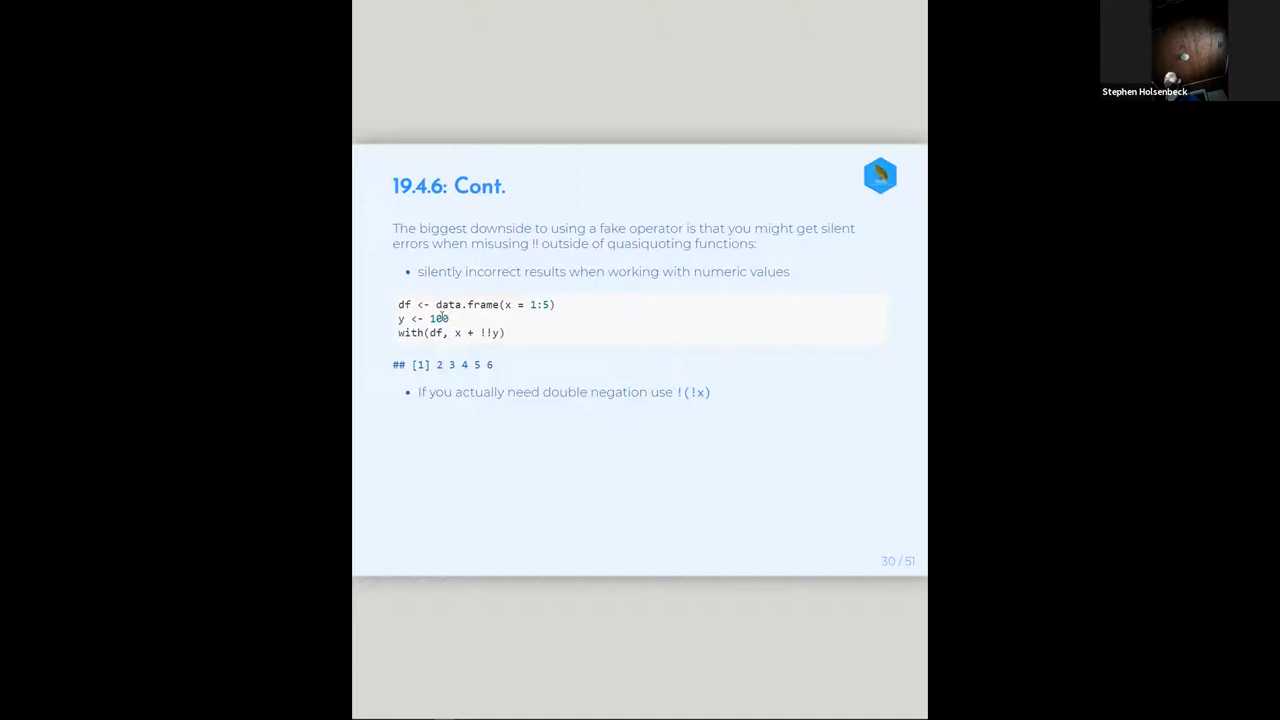 Stephen Holsenbeck
19.4.6: Cont.
The biggest downside to using a fake operator is that you might get silent
errors when misusing !! outside of quasiquoting functions:
• silently incorrect results when working with numeric values
df <- data.frame(x = 1:5)
y <- 100
with(df, x + !!y)
## [1] 2 3 4 5 6
• If you actually need double negation use !(!x)
30 / 51